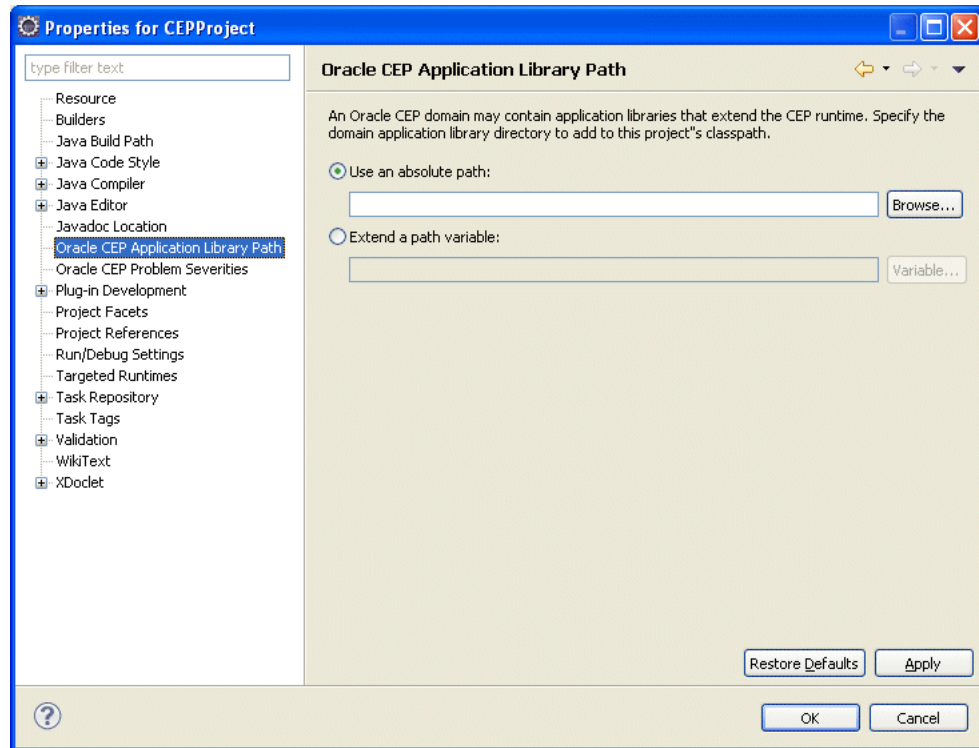 Properties for CEPProject
type filter text
Resource
Builders
Java Build Path
Java Code Style
Java Compiler
Java Editor
Javadoc Location
Oracle CEP Application Library Path
Oracle CEP Problem Severities
Plug-in Development
Project Facets
Project References
Run/Debug Settings
Targeted Runtimes
Task Repository
Task Tags
Validation
WikiText
XDoclet
Oracle CEP Application Library Path
An Oracle CEP domain may contain application libraries that extend the CEP runtime. Specify the
domain application library directory to add to this project"s classpath.
Use an absolute path:
Browse...
Extend a path variable:
Variable...
Restore Defaults
Apply
?
OK
Cancel